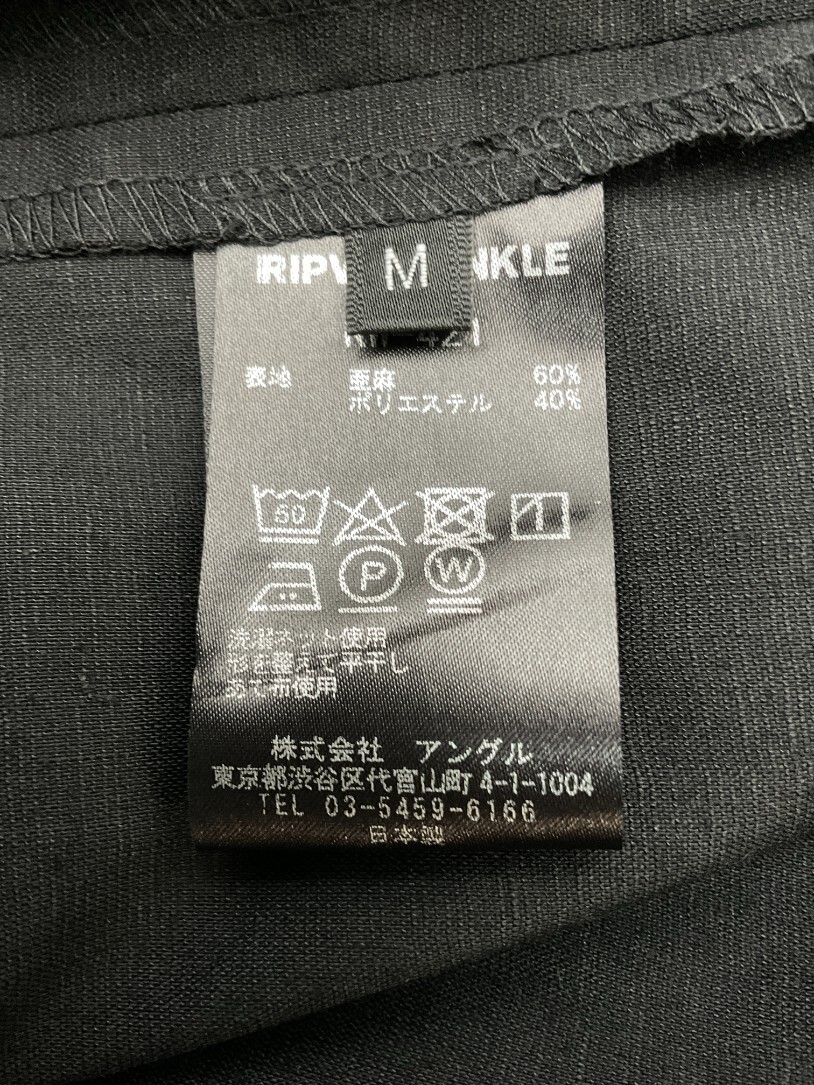 M
表地 亜麻 60%
ポリエステル 40%
P
W
洗濯ネット使用
形を整えて平干し
あて布使用
株式会社 アングル
東京都渋谷区代官山町 4-1-1004
TEL 03-5459-6166
日本製